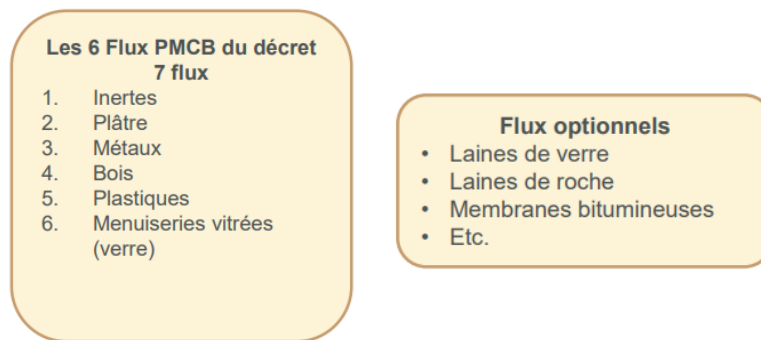 Les 6 Flux PMCB du décret
7 flux
1. Inertes
2. Plâtre
3. Métaux
4. Bois
5. Plastiques
6. Menuiseries vitrées
(verre)
Flux optionnels
• Laines de verre
• Laines de roche
• Membranes bitumineuses
• Etc.